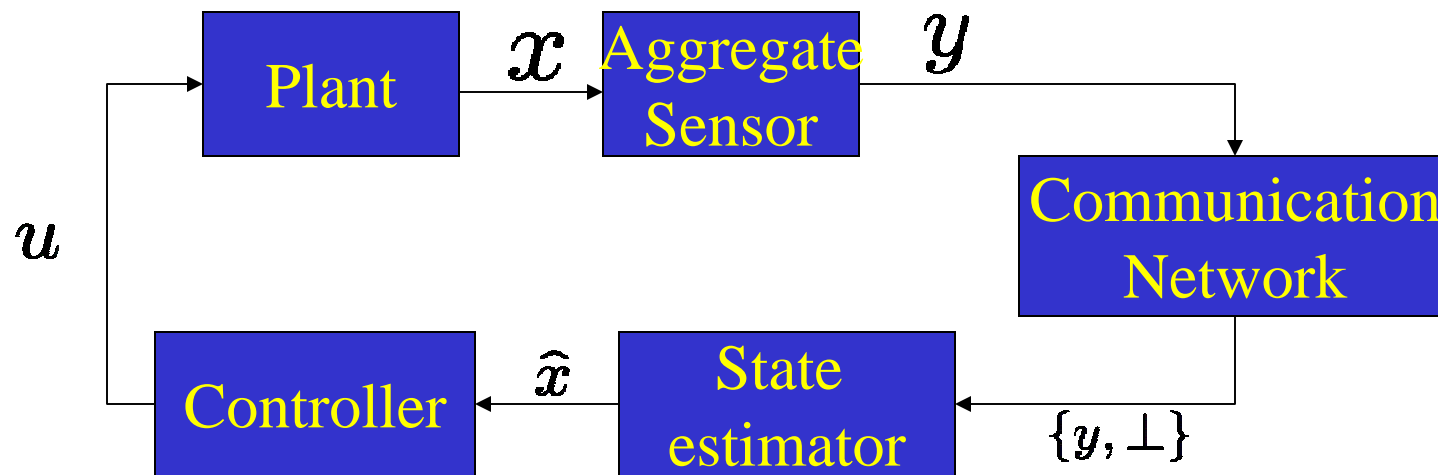 Plant
x
Aggregate
Sensor
y
Communication
Network
u
Controller
x̂
State
estimator
{y, ⊥}